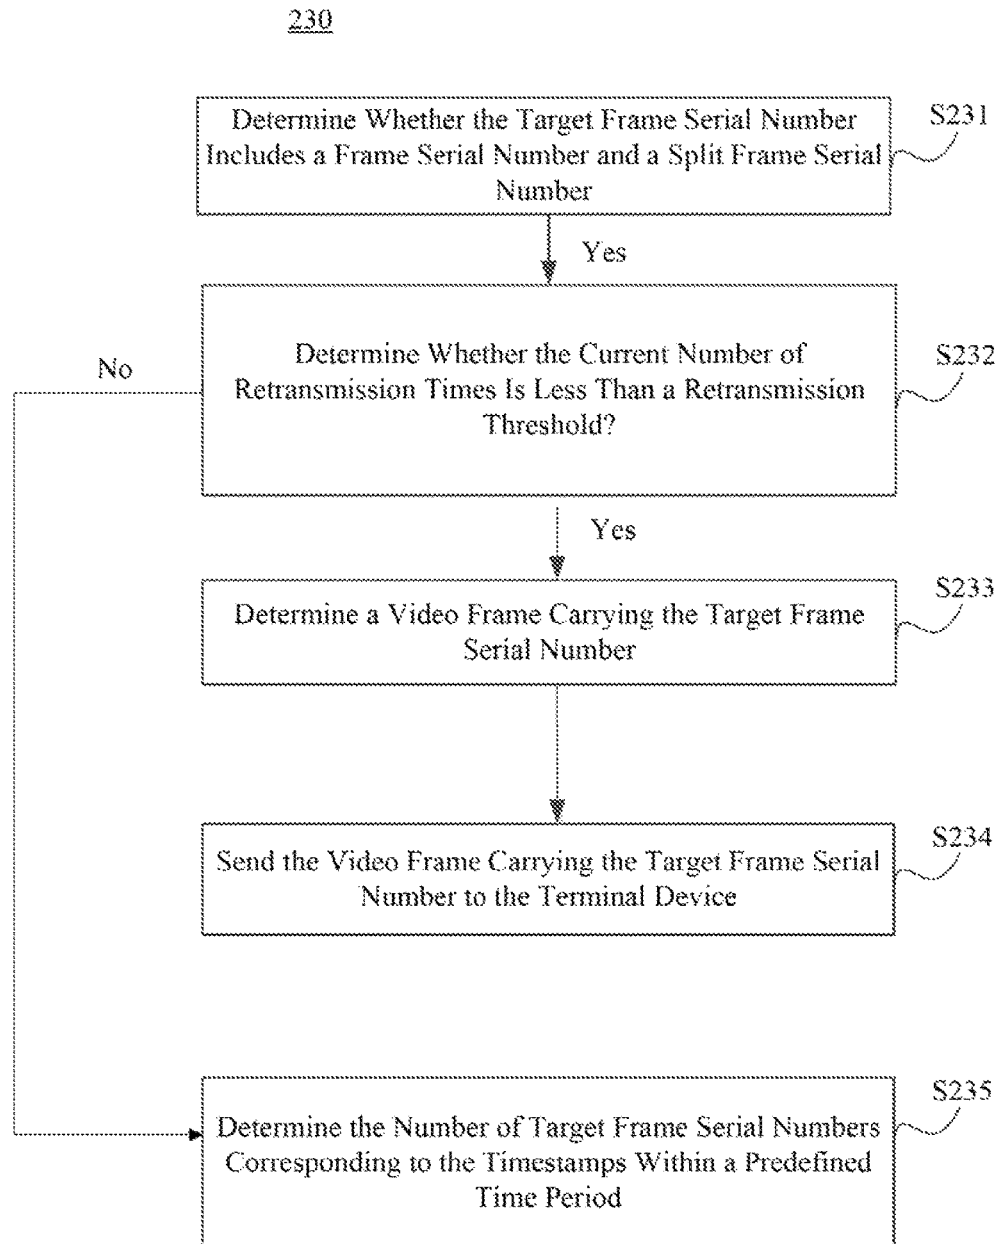 230
Determine Whether the Target Frame Serial Number
Includes a Frame Serial Number and a Split Frame Serial
Number
S231
Yes
Determine Whether the Current Number of
Retransmission Times Is Less Than a Retransmission
Threshold?
S232
No
Yes
Determine a Video Frame Carrying the Target Frame
Serial Number
S233
Send the Video Frame Carrying the Target Frame Serial
Number to the Terminal Device
S234
Determine the Number of Target Frame Serial Numbers
Corresponding to the Timestamps Within a Predefined
Time Period
S235